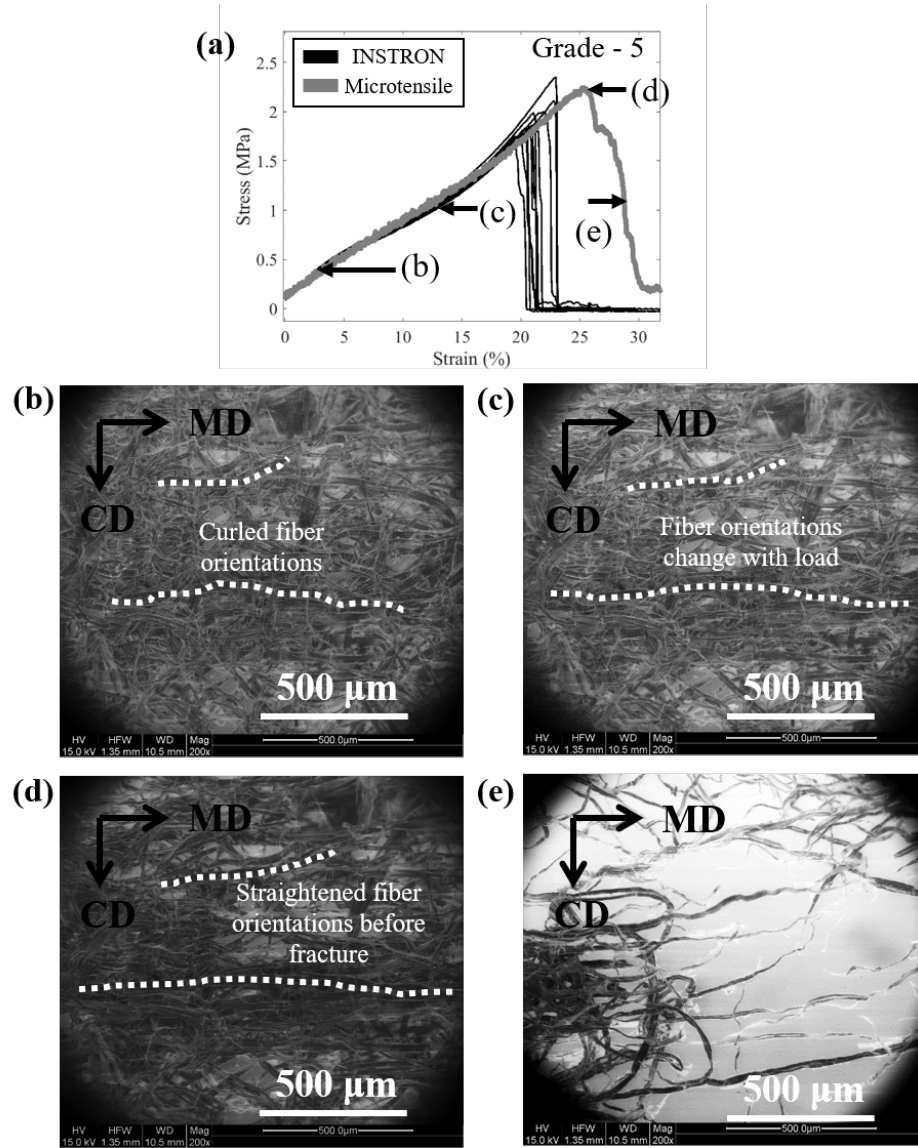 (a)
Grade - 5
INSTRON
Microtensile
2.5
2
1.5
1
0.5
0
Stress (MPa)
0 5 10 15 20 25 30
Strain (%)
(b)
(c)
(d)
(e)
(b)
MD
CD
Curled fiber
orientations
500 µm
HV HFW WD Mag
15.0 kV 1.35 mm 10.5 mm 200x
500.0µm
(c)
MD
CD
Fiber orientations
change with load
500 µm
HV HFW WD Mag
15.0 kV 1.35 mm 10.5 mm 200x
500.0µm
(d)
MD
CD
Straightened fiber
orientations before
fracture
500 µm
HV HFW WD Mag
15.0 kV 1.35 mm 10.5 mm 200x
500.0µm
(e)
MD
CD
500 µm
HV HFW WD Mag
15.0 kV 1.35 mm 10.5 mm 200x
500.0µm